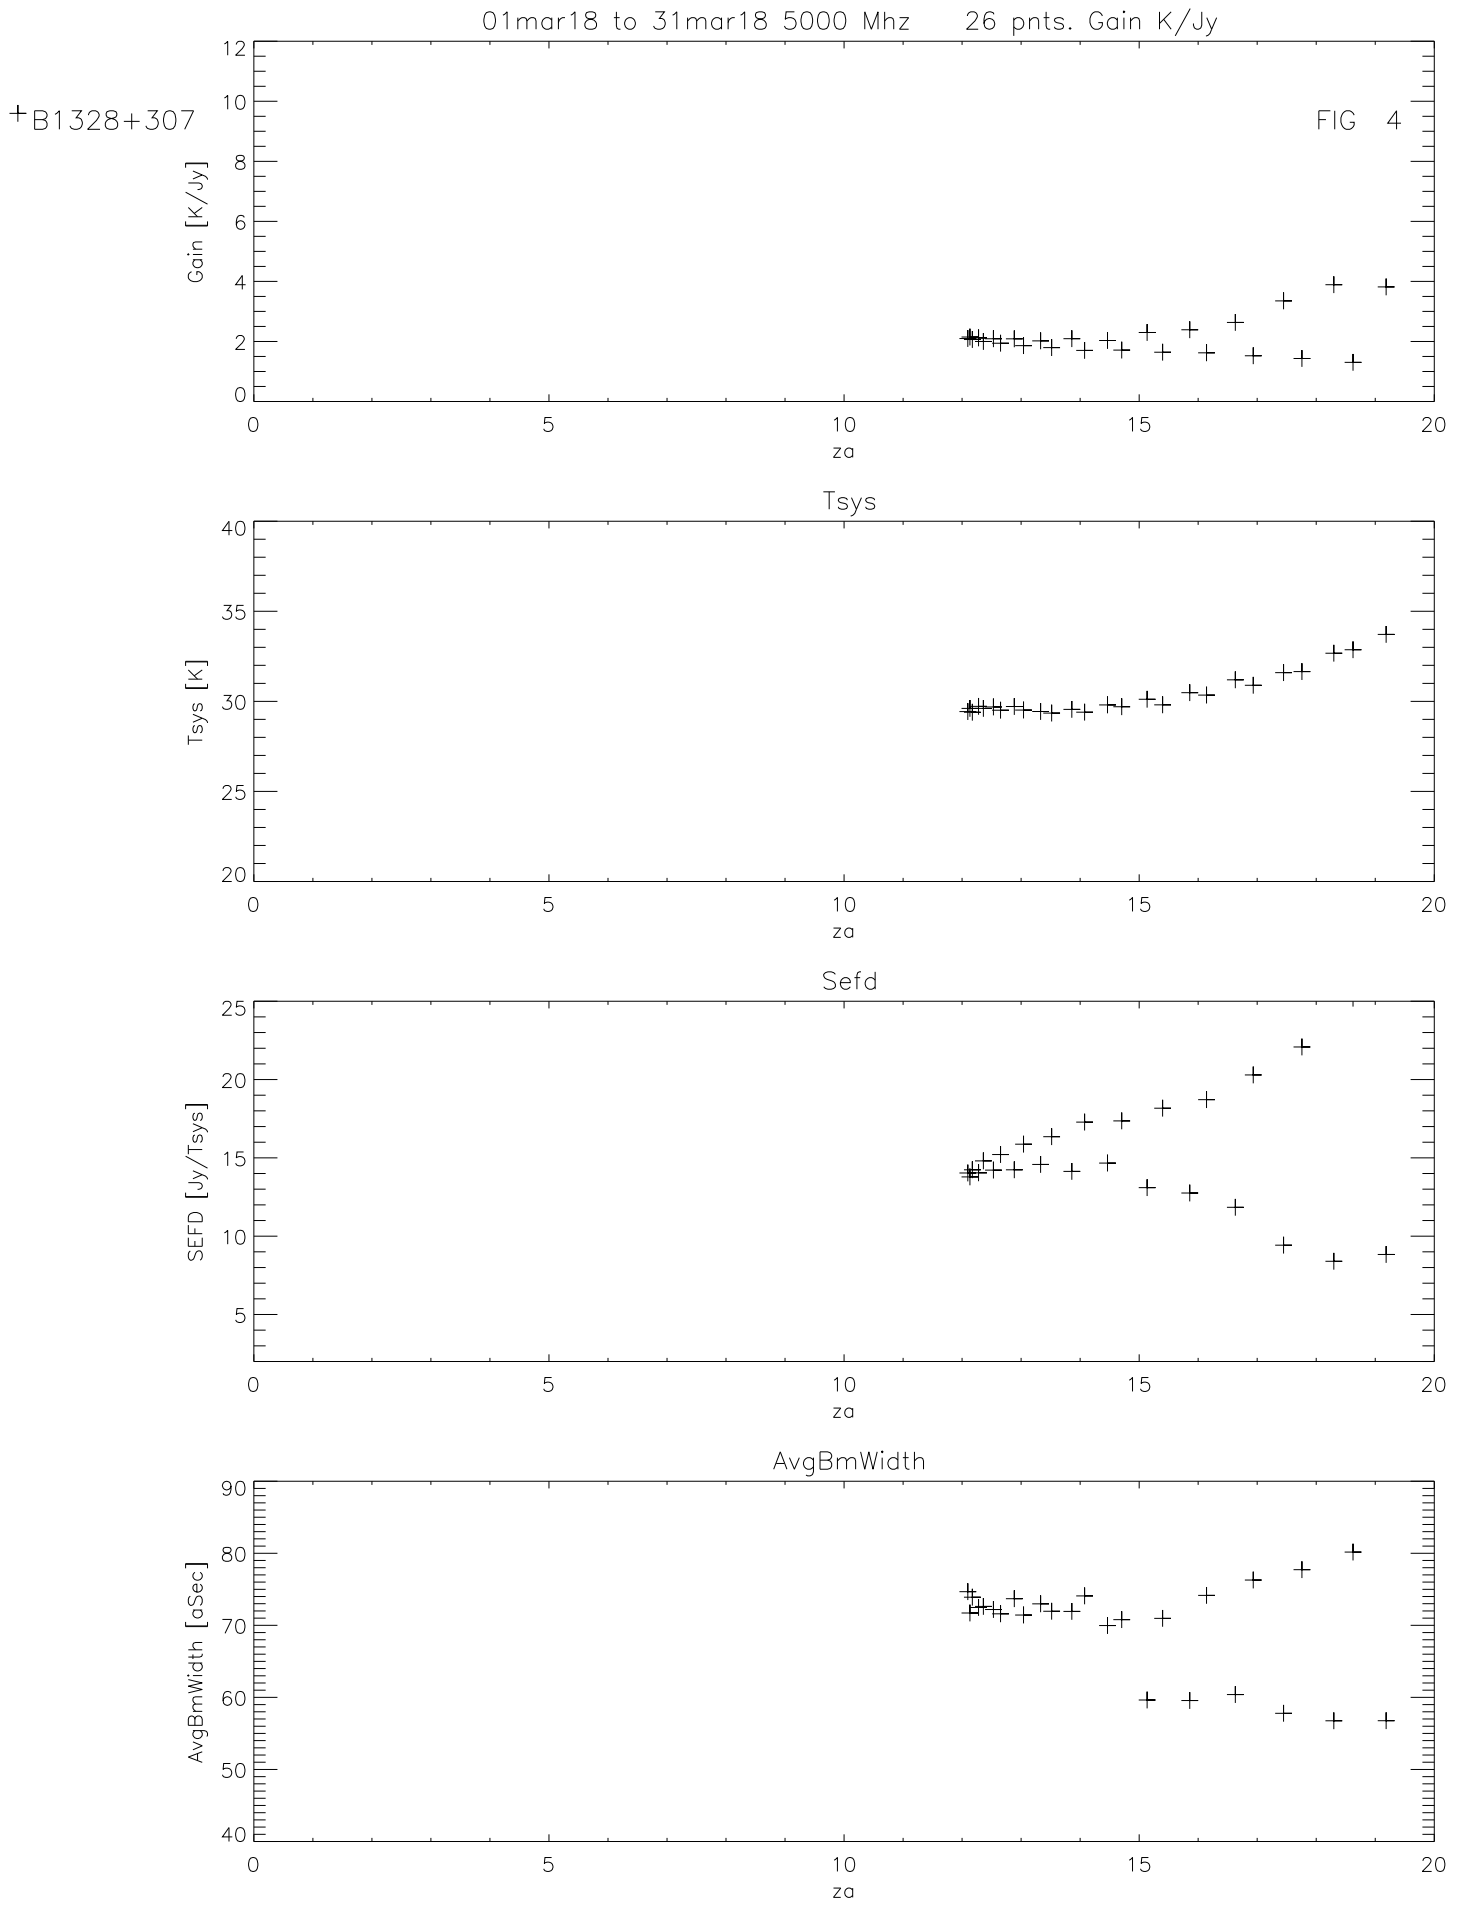 01mar18 to 31mar18 5000 Mhz 26 pnts. Gain K/Jy
+B1328+307
FIG 4
Gain [K/Jy]
12
10
8
6
4
2
0
0 5 10 15 20
za
Tsys
Tsys [K]
40
35
30
25
20
0 5 10 15 20
za
Sefd
SEFD [Jy/Tsys]
25
20
15
10
5
0 5 10 15 20
za
AvgBmWidth
AvgBmWidth [aSec]
90
80
70
60
50
40
0 5 10 15 20
za